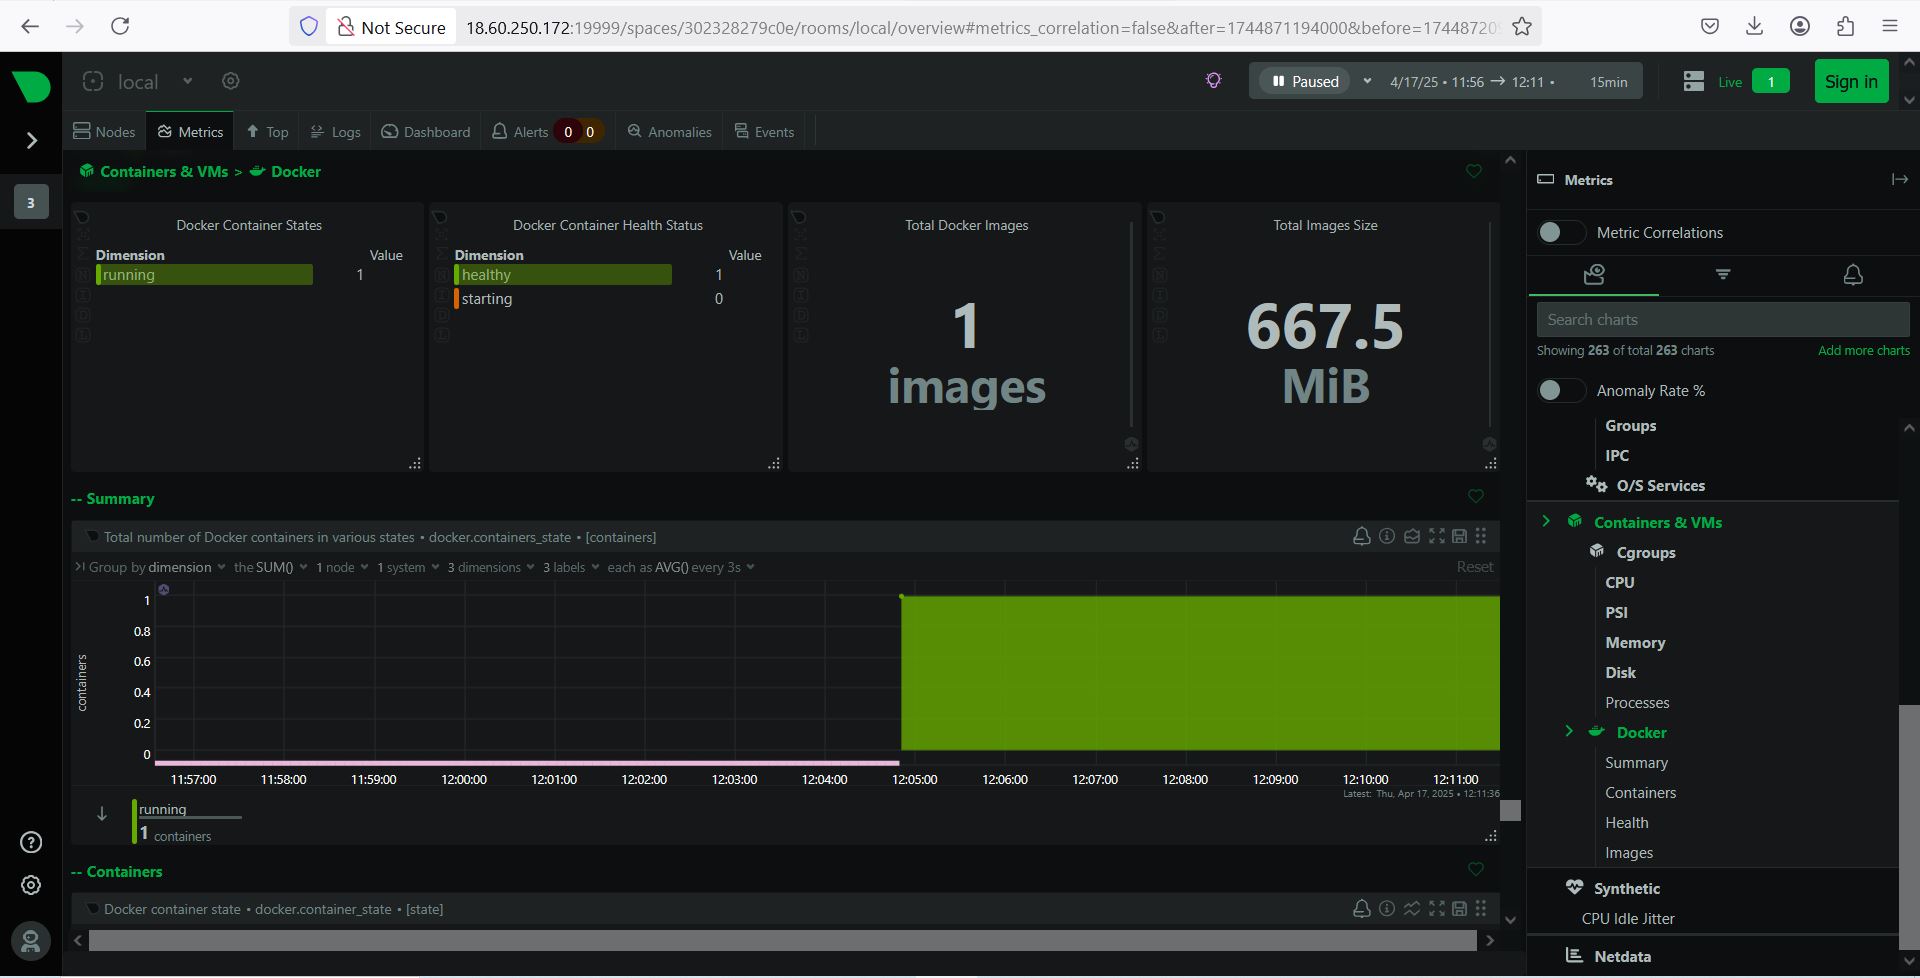 Not Secure
18.60.250.172:19999/spaces/302328279c0e/rooms/local/overview#metrics_correlation=false&after=1744871194000&before=174487209
local
Paused
4/17/25 • 11:56 → 12:11 •
15min
Live
1
Sign in
Nodes
Metrics
Top
Logs
Dashboard
Alerts
0
0
Anomalies
Events
3
Containers & VMs > Docker
Docker Container States
Dimension
Value
running
1
Docker Container Health Status
Dimension
Value
healthy
1
starting
0
Total Docker Images
1
images
Total Images Size
667.5
MiB
-- Summary
Total number of Docker containers in various states • docker.containers_state • [containers]
Group by dimension the SUM() 1 node 1 system 3 dimensions 3 labels each as AVG() every 3s
Reset
containers
1
0.8
0.6
0.4
0.2
0
11:57:00
11:58:00
11:59:00
12:00:00
12:01:00
12:02:00
12:03:00
12:04:00
12:05:00
12:06:00
12:07:00
12:08:00
12:09:00
12:10:00
12:11:00
Latest: Thu, Apr 17, 2025 • 12:11:36
running
1 containers
-- Containers
Docker container state • docker.container_state • [state]
Metrics
Metric Correlations
Search charts
Showing 263 of total 263 charts
Add more charts
Anomaly Rate %
Groups
IPC
O/S Services
Containers & VMs
Cgroups
CPU
PSI
Memory
Disk
Processes
Docker
Summary
Containers
Health
Images
Synthetic
CPU Idle Jitter
Netdata